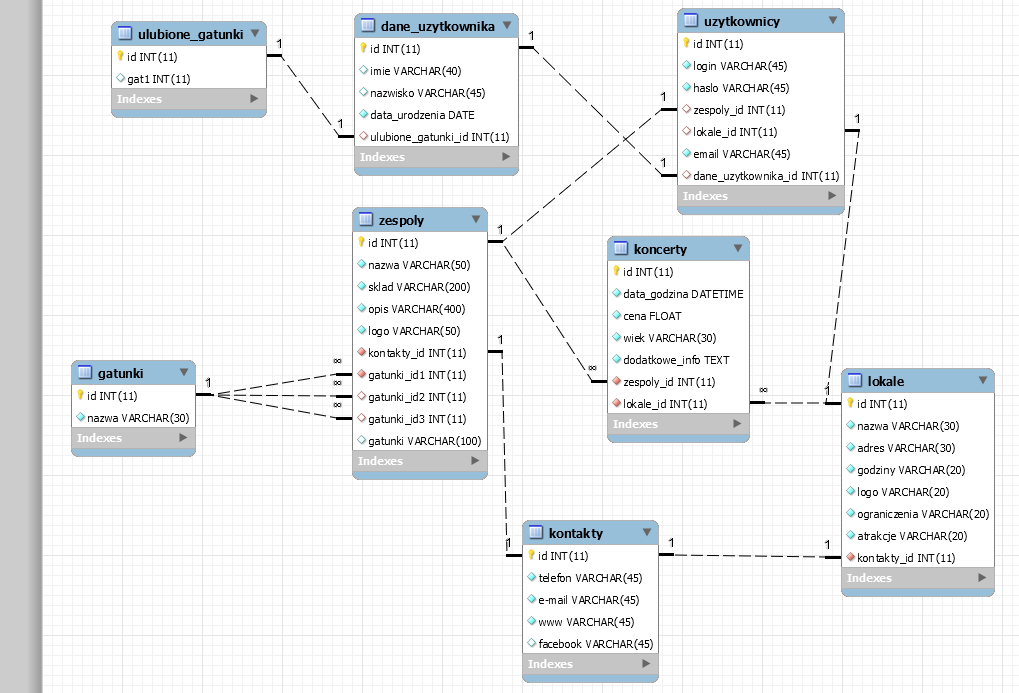 ulubione_gatunki
id INT(11)
gat1 INT(11)
Indexes
1
1
dane_uzytkownika
id INT(11)
imie VARCHAR(40)
nazwisko VARCHAR(45)
data_urodzenia DATE
ulubione_gatunki_id INT(11)
Indexes
1
1
uzytkownicy
id INT(11)
login VARCHAR(45)
haslo VARCHAR(45)
zespoly_id INT(11)
lokale_id INT(11)
email VARCHAR(45)
dane_uzytkownika_id INT(11)
Indexes
1
1
zespoly
id INT(11)
nazwa VARCHAR(50)
sklad VARCHAR(200)
opis VARCHAR(400)
logo VARCHAR(50)
kontakty_id INT(11)
gatunki_id1 INT(11)
gatunki_id2 INT(11)
gatunki_id3 INT(11)
gatunki VARCHAR(100)
Indexes
1
1
∞
∞
∞
koncerty
id INT(11)
data_godzina DATETIME
cena FLOAT
wiek VARCHAR(30)
dodatkowe_info TEXT
zespoly_id INT(11)
lokale_id INT(11)
Indexes
∞
∞
gatunki
id INT(11)
nazwa VARCHAR(30)
Indexes
1
lokale
id INT(11)
nazwa VARCHAR(30)
adres VARCHAR(30)
godziny VARCHAR(20)
logo VARCHAR(20)
ograniczenia VARCHAR(20)
atrakcje VARCHAR(20)
kontakty_id INT(11)
Indexes
1
1
kontakty
id INT(11)
telefon VARCHAR(45)
e-mail VARCHAR(45)
www VARCHAR(45)
facebook VARCHAR(45)
Indexes
1
1